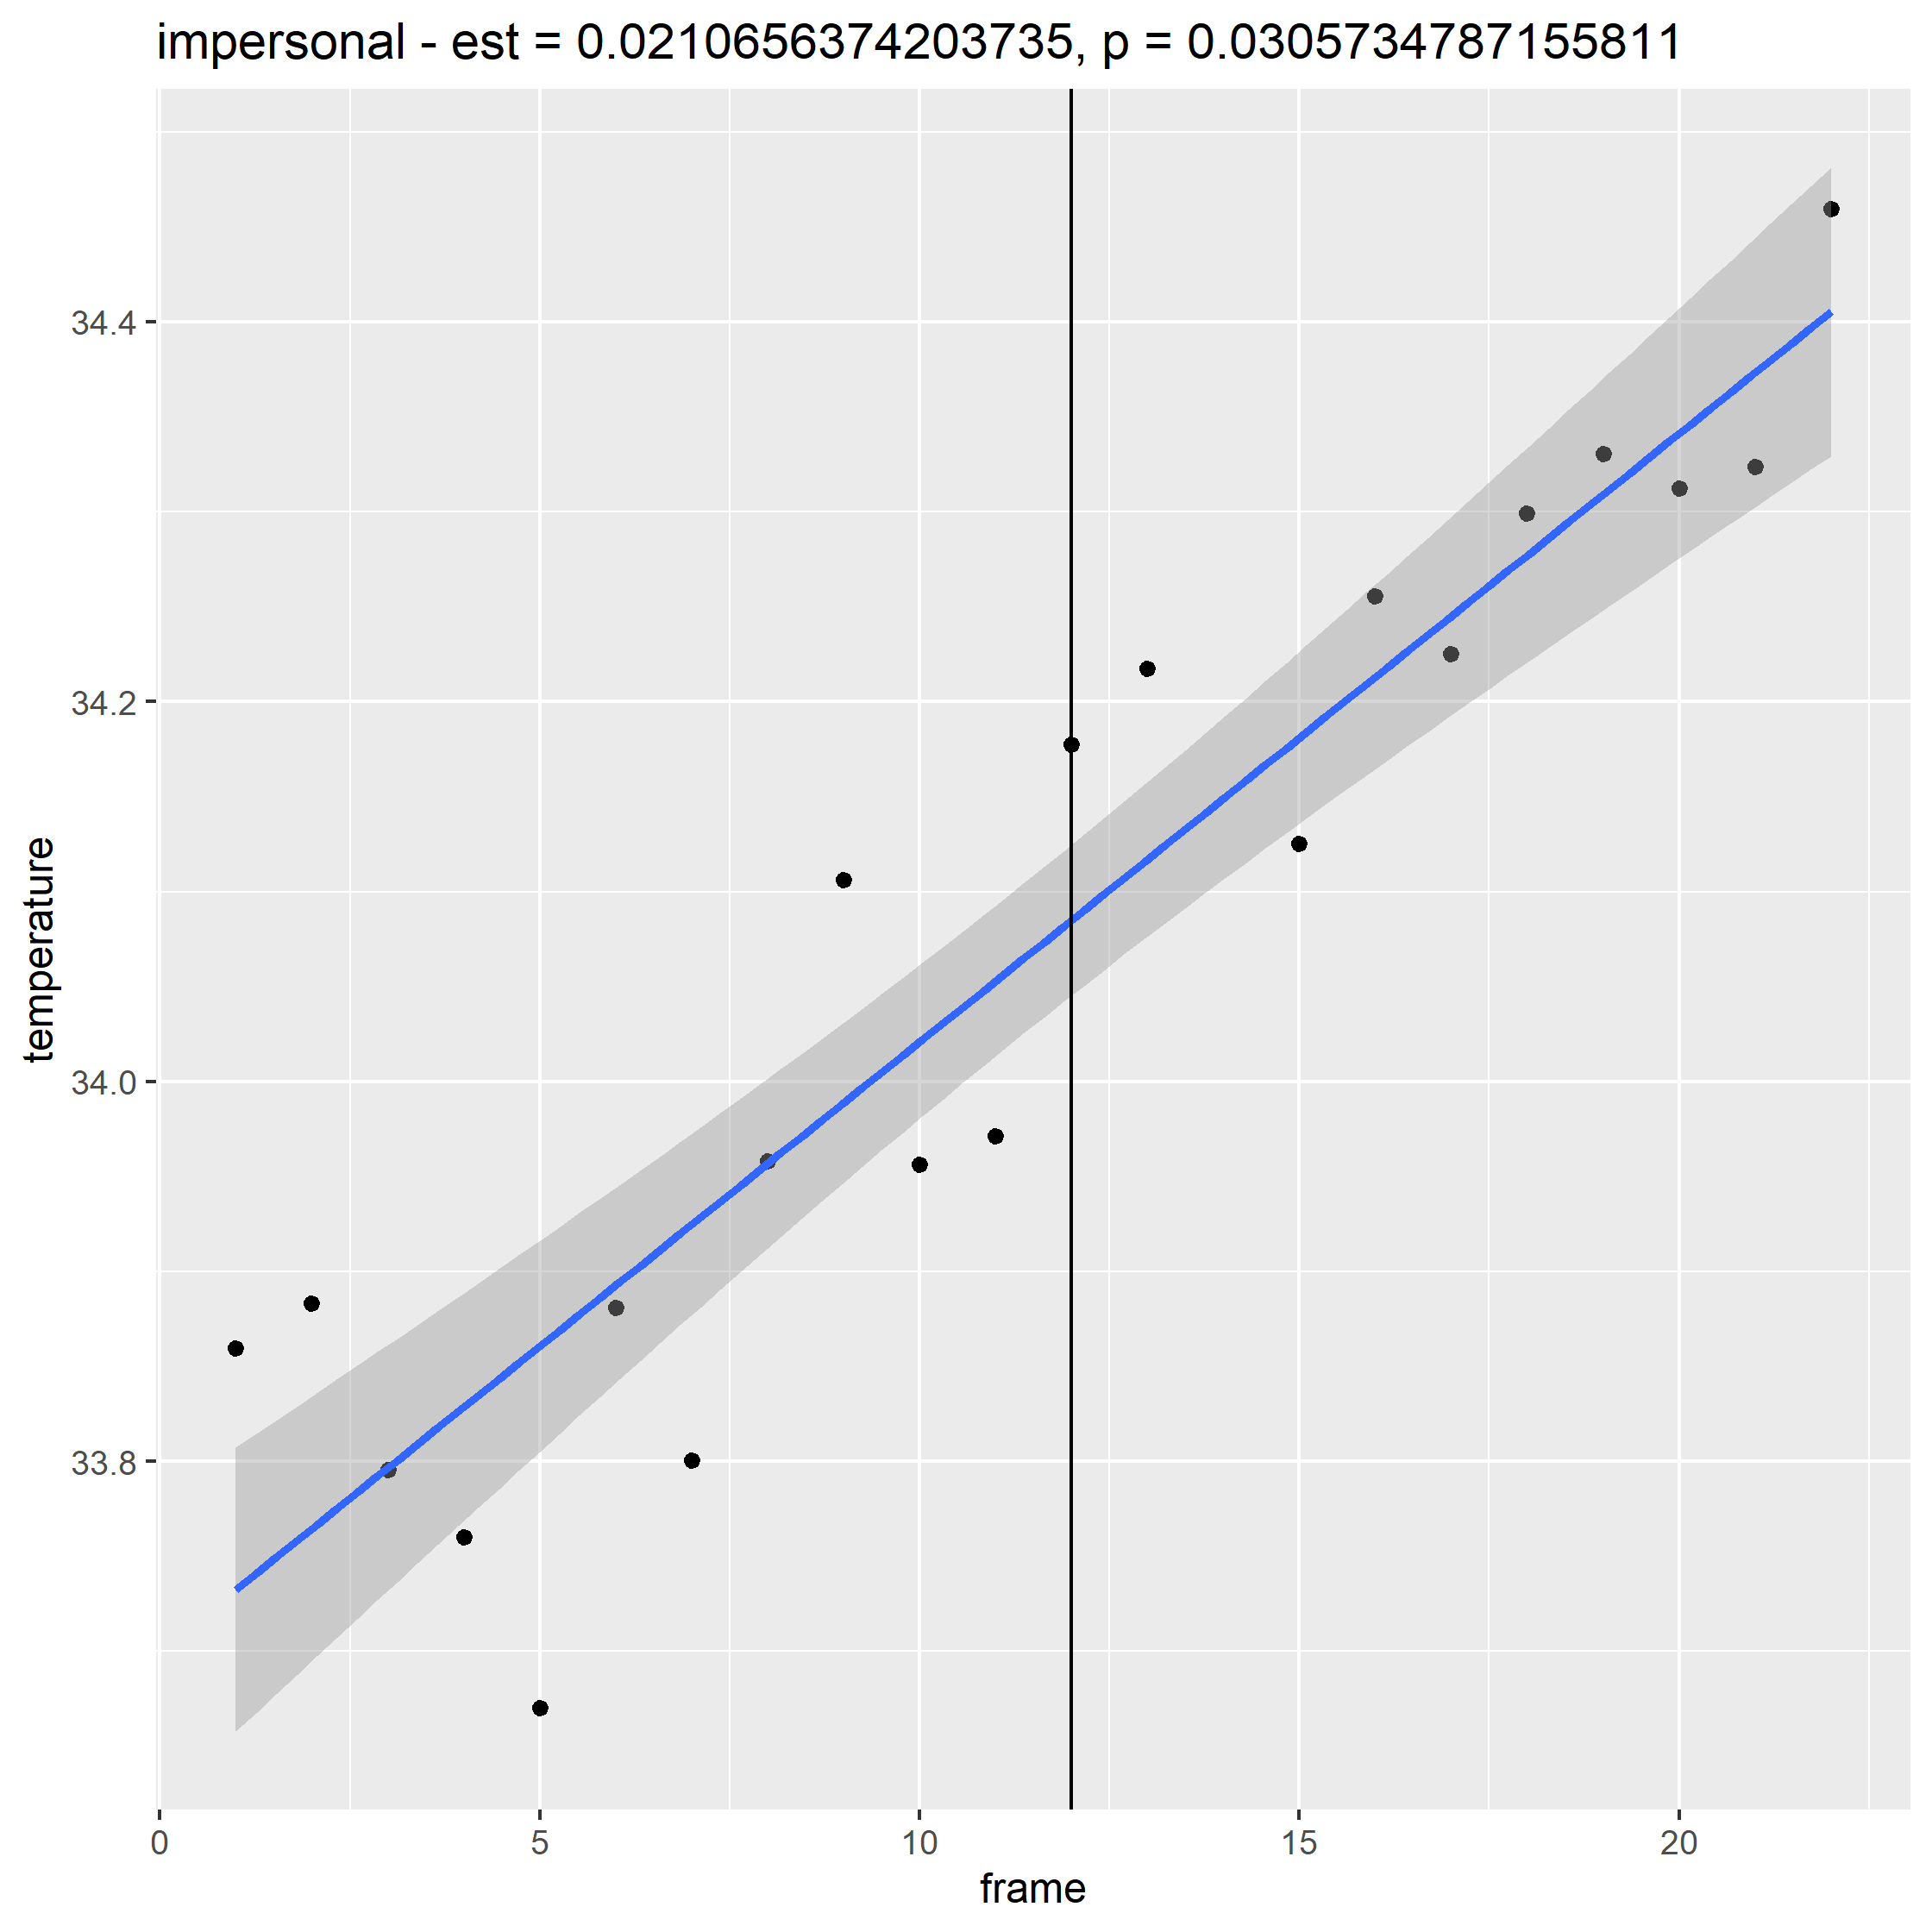 impersonal - est = 0.0210656374203735, p = 0.0305734787155811
34.4
34.2
34.0
33.8
temperature
0 5 10 15 20
frame